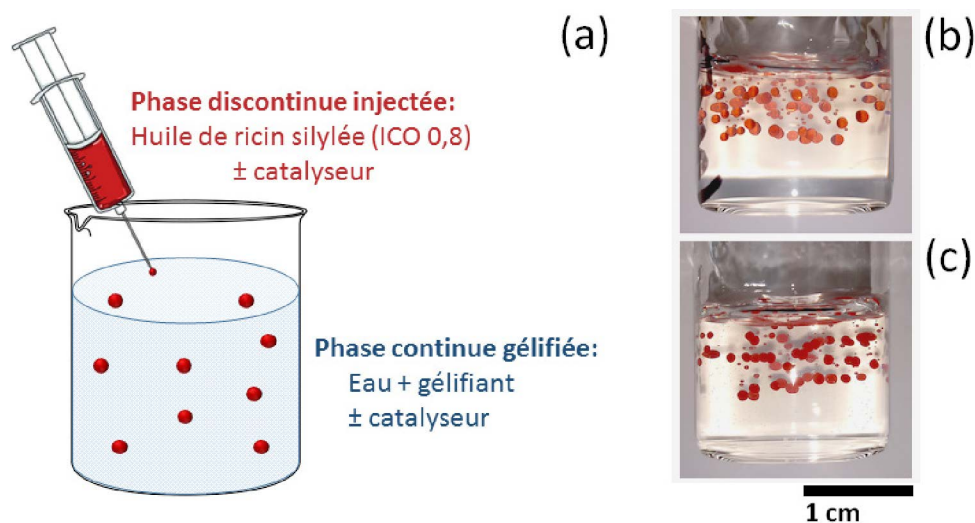 (a)
Phase discontinue injectée:
Huile de ricin silylée (ICO 0,8)
± catalyseur
Phase continue gélifiée:
Eau + gélifiant
± catalyseur
(b)
(c)
1 cm